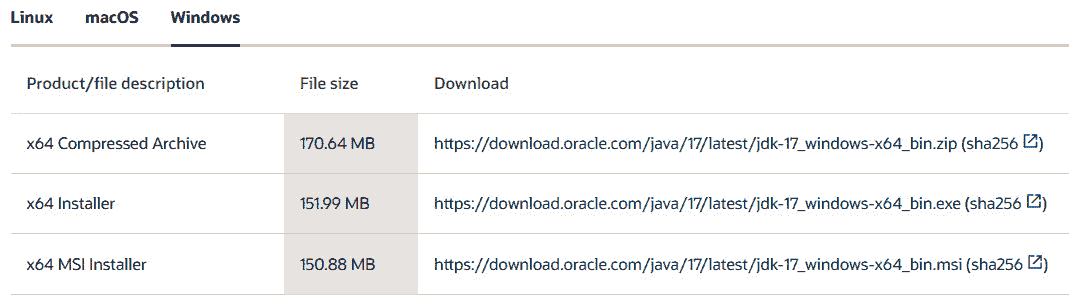 Linux macOS Windows
Product/file description File size Download
x64 Compressed Archive 170.64 MB https://download.oracle.com/java/17/latest/jdk-17_windows-x64_bin.zip (sha256)
x64 Installer 151.99 MB https://download.oracle.com/java/17/latest/jdk-17_windows-x64_bin.exe (sha256)
x64 MSI Installer 150.88 MB https://download.oracle.com/java/17/latest/jdk-17_windows-x64_bin.msi (sha256)